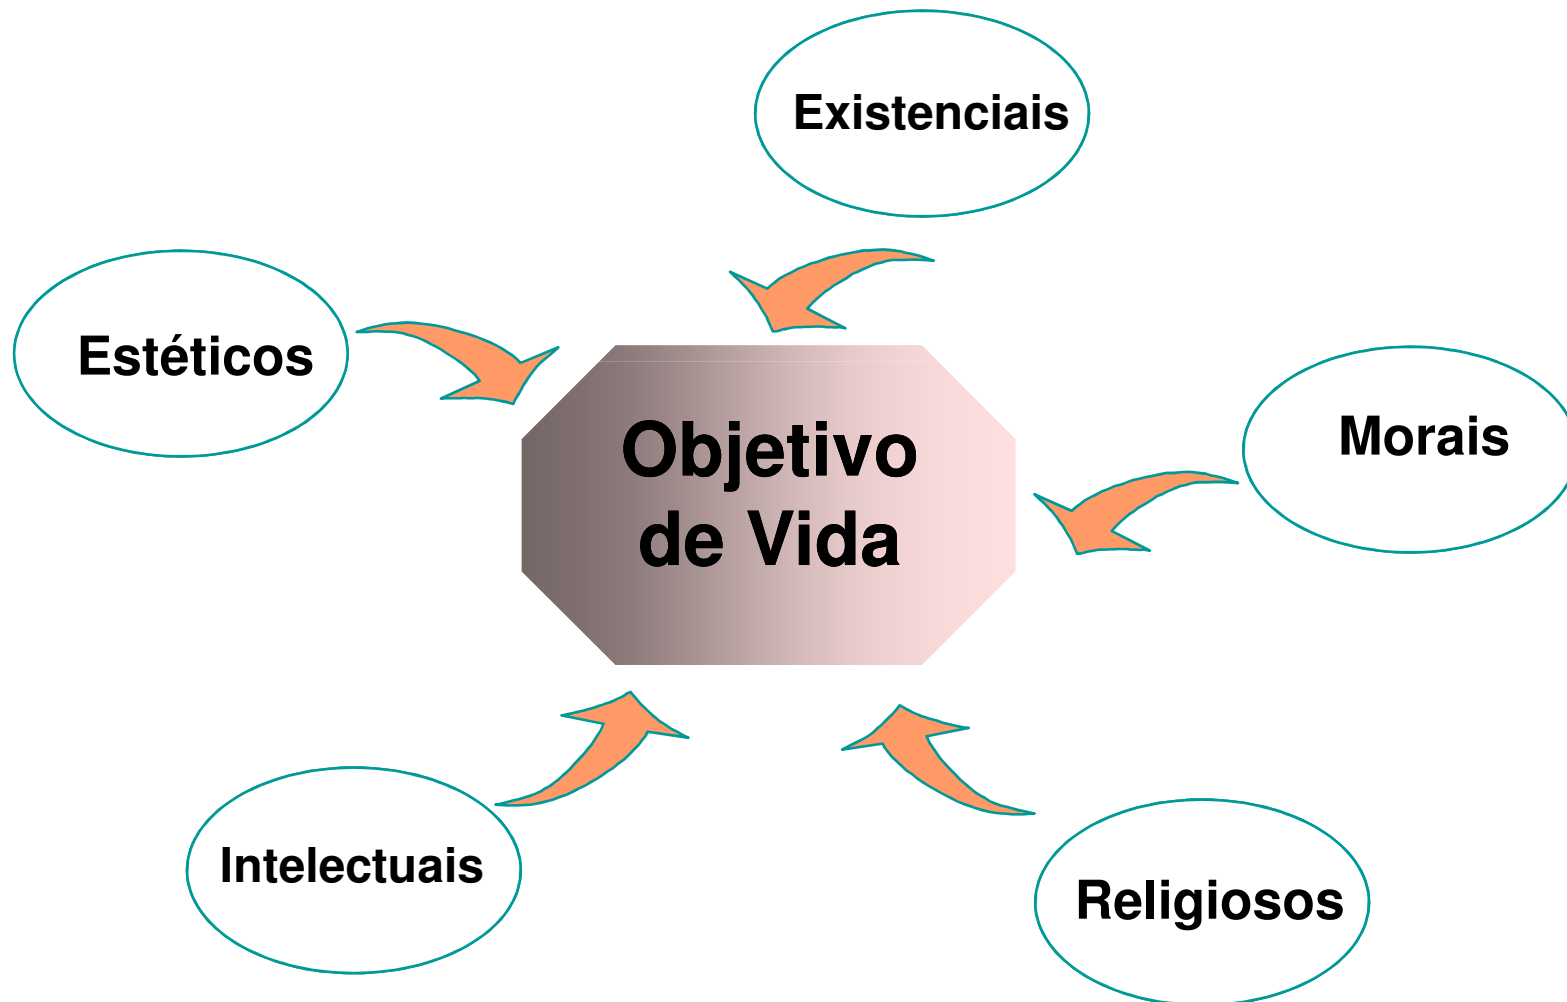 Existenciais
Estéticos
Objetivo
de Vida
Morais
Intelectuais
Religiosos